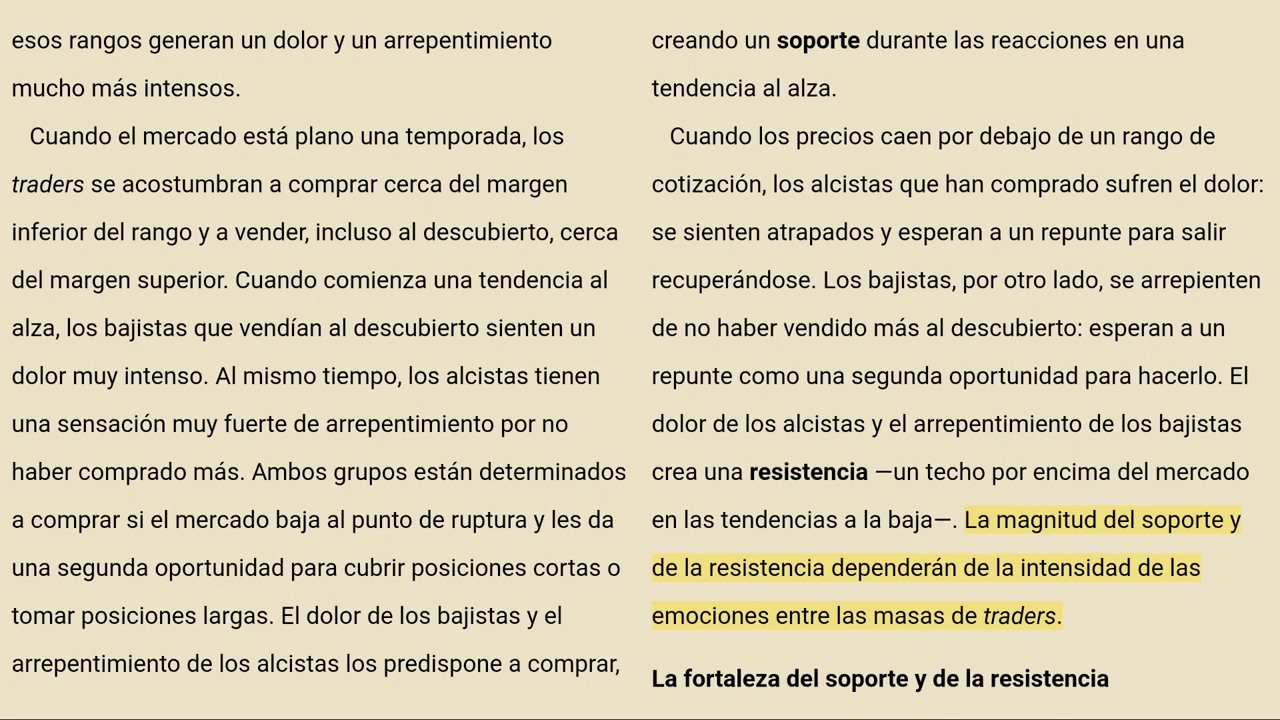 esos rangos generan un dolor y un arrepentimiento
mucho más intensos.
Cuando el mercado está plano una temporada, los
traders se acostumbran a comprar cerca del margen
inferior del rango y a vender, incluso al descubierto, cerca
del margen superior. Cuando comienza una tendencia al
alza, los bajistas que vendían al descubierto sienten un
dolor muy intenso. Al mismo tiempo, los alcistas tienen
una sensación muy fuerte de arrepentimiento por no
haber comprado más. Ambos grupos están determinados
a comprar si el mercado baja al punto de ruptura y les da
una segunda oportunidad para cubrir posiciones cortas o
tomar posiciones largas. El dolor de los bajistas y el
arrepentimiento de los alcistas los predispone a comprar,
creando un soporte durante las reacciones en una
tendencia al alza.
Cuando los precios caen por debajo de un rango de
cotización, los alcistas que han comprado sufren el dolor:
se sienten atrapados y esperan a un repunte para salir
recuperándose. Los bajistas, por otro lado, se arrepienten
de no haber vendido más al descubierto: esperan a un
repunte como una segunda oportunidad para hacerlo. El
dolor de los alcistas y el arrepentimiento de los bajistas
crea una resistencia —un techo por encima del mercado
en las tendencias a la baja—. La magnitud del soporte y
de la resistencia dependerán de la intensidad de las
emociones entre las masas de traders.
La fortaleza del soporte y de la resistencia